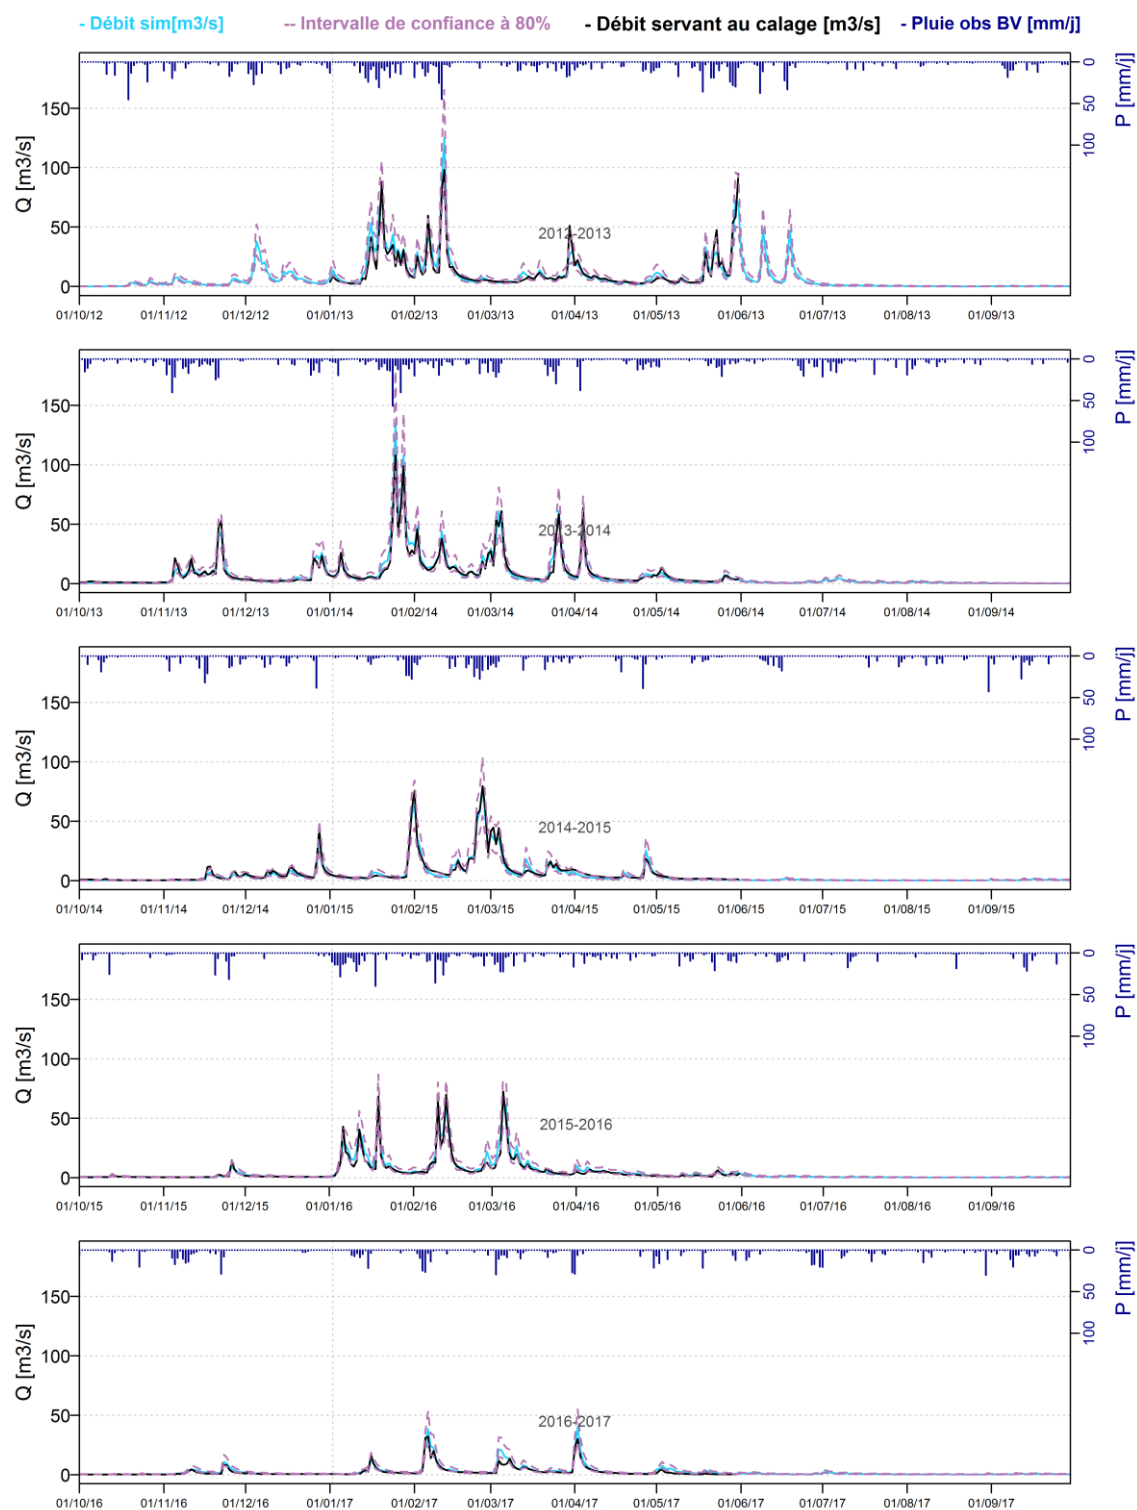 - Débit sim[m3/s] -- Intervalle de confiance à 80% - Débit servant au calage [m3/s] - Pluie obs BV [mm/j]
150
100
50
0
Q [m3/s]
0
50
100
P [mm/j]
2012-2013
01/10/12 01/11/12 01/12/12 01/01/13 01/02/13 01/03/13 01/04/13 01/05/13 01/06/13 01/07/13 01/08/13 01/09/13
150
100
50
0
Q [m3/s]
0
50
100
P [mm/j]
2013-2014
01/10/13 01/11/13 01/12/13 01/01/14 01/02/14 01/03/14 01/04/14 01/05/14 01/06/14 01/07/14 01/08/14 01/09/14
150
100
50
0
Q [m3/s]
0
50
100
P [mm/j]
2014-2015
01/10/14 01/11/14 01/12/14 01/01/15 01/02/15 01/03/15 01/04/15 01/05/15 01/06/15 01/07/15 01/08/15 01/09/15
150
100
50
0
Q [m3/s]
0
50
100
P [mm/j]
2015-2016
01/10/15 01/11/15 01/12/15 01/01/16 01/02/16 01/03/16 01/04/16 01/05/16 01/06/16 01/07/16 01/08/16 01/09/16
150
100
50
0
Q [m3/s]
0
50
100
P [mm/j]
2016-2017
01/10/16 01/11/16 01/12/16 01/01/17 01/02/17 01/03/17 01/04/17 01/05/17 01/06/17 01/07/17 01/08/17 01/09/17